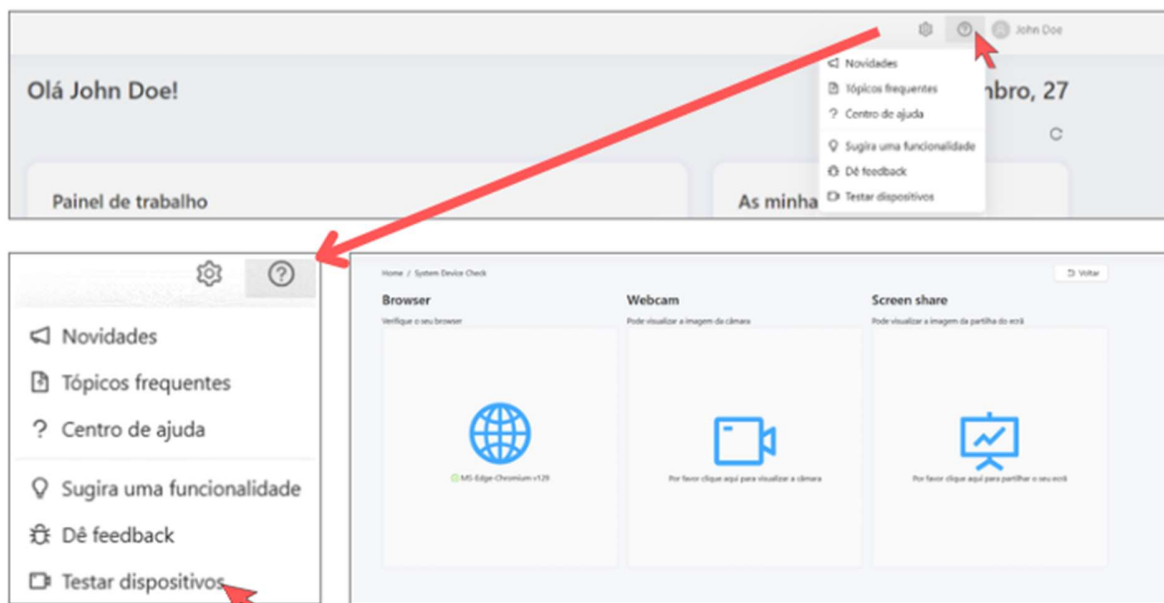 John Doe
Novidades
Olá John Doe!
nbro, 27
Tópicos frequentes
? Centro de ajuda
Sugira uma funcionalidade
Dê feedback
Painel de trabalho
As minha
Testar dispositivos
?
Novidades
Tópicos frequentes
? Centro de ajuda
Sugira uma funcionalidade
Dê feedback
Testar dispositivos
Home / System Device Check
Voltar
Browser
Verifique o seu browser
MS-Edge-Chromium v129
Webcam
Pode visualizar a imagem da câmara
Por favor clique aqui para visualizar a câmara
Screen share
Pode visualizar a imagem da partilha do ecrã
Por favor clique aqui para partilhar o seu ecrã